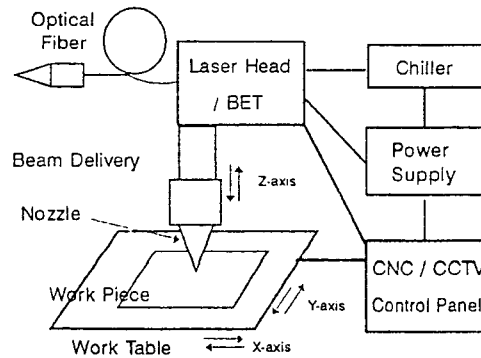 Optical
Fiber
Laser Head
/ BET
Chiller
Beam Delivery
Power
Supply
Z-axis
Nozzle
CNC / CCTV
Control Panel
Work Piece
Y-axis
Work Table
X-axis